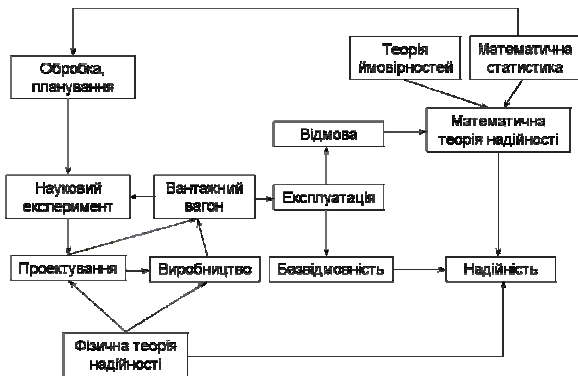 Теорія
ймовірностей
Математична
статистика
Обробка,
планування
Відмова
Математична
теорія надійності
Науковий
експеримент
Вантажний
вагон
Експлуатація
Проектування
Виробництво
Безвідмовність
Надійність
Фізична теорія
надійності